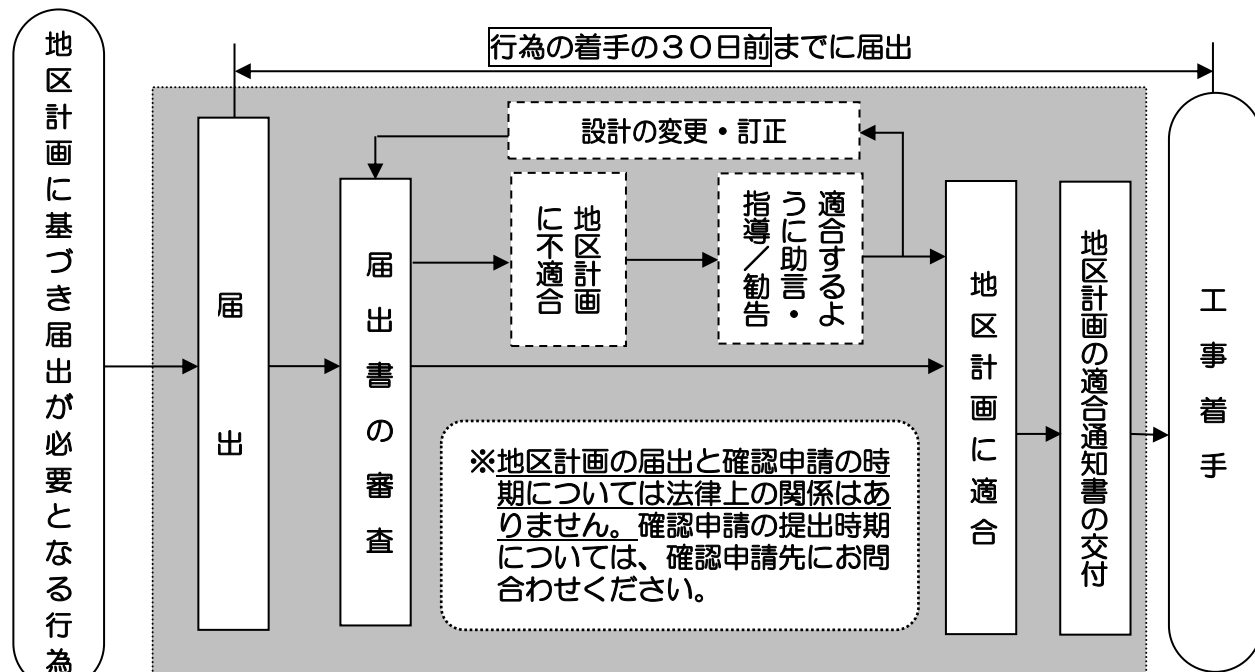 地区計画に基づき届出が必要となる行為
行為の着手の３０日前までに届出
届出
設計の変更・訂正
届出書の審査
地区計画
に不適合
適合するよ
うに助言・
指導／勧告
地区計画に適合
地区計画の適合通知書の交付
工事着手
※地区計画の届出と確認申請の時
期については法律上の関係はあ
りません。確認申請の提出時期
については、確認申請先にお問
合わせください。